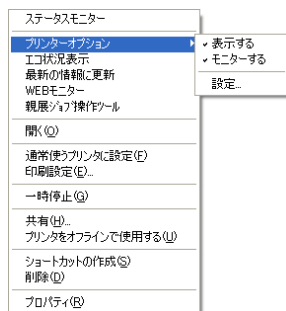 ステータスモニター
プリンターオプション
エコ状況表示
最新の情報に更新
WEBモニター
親展ジョブ操作ツール
開く(O)
通常使うプリンタに設定(F)
印刷設定(E)...
一時停止(G)
共有(H)...
プリンタをオフラインで使用する(U)
ショートカットの作成(S)
削除(D)
プロパティ(R)
表示する
モニターする
設定...